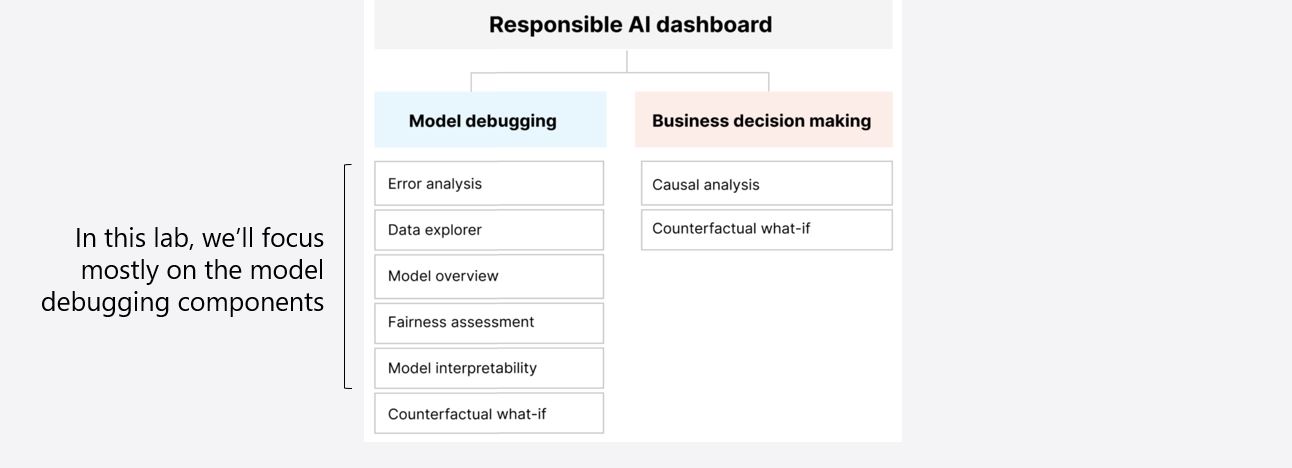 Responsible AI dashboard
Model debugging
Business decision making
In this lab, we’ll focus
mostly on the model
debugging components
Error analysis
Data explorer
Model overview
Fairness assessment
Model interpretability
Counterfactual what-if
Causal analysis
Counterfactual what-if